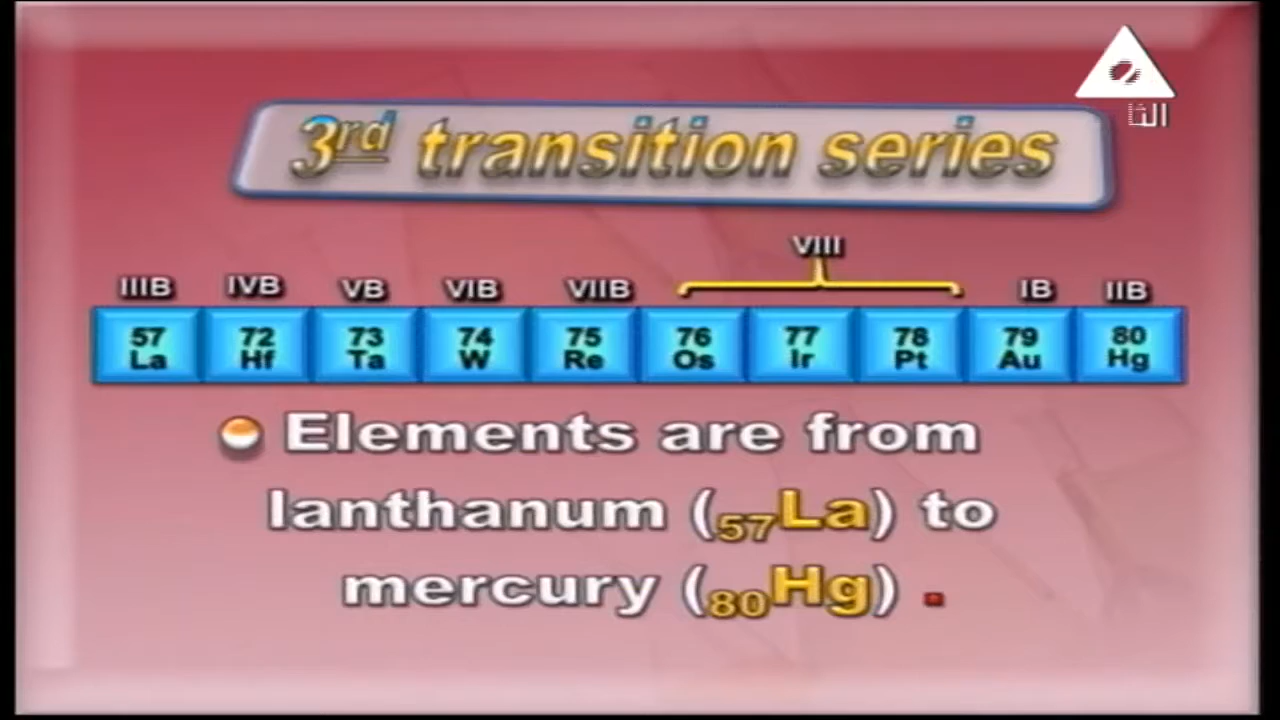 الثا
3rd transition series
VIII
IIIB IVB VB VIB VIIB IB IIB
57 72 73 74 75 76 77 78 79 80
La Hf Ta W Re Os Ir Pt Au Hg
Elements are from
lanthanum (57La) to
mercury (80Hg) .